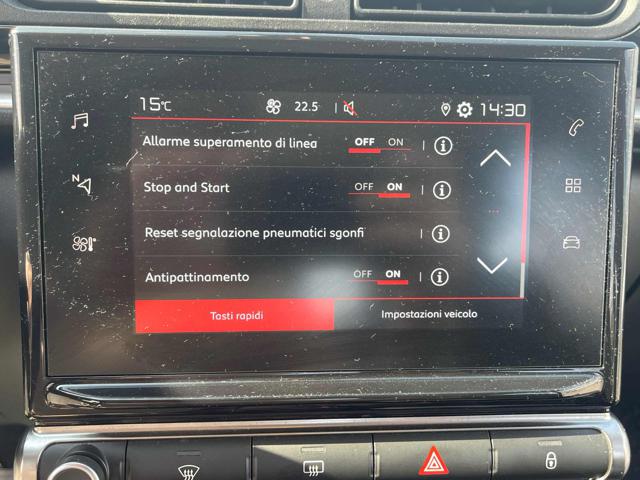 15°C 22.5 14:30
Allarme superamento di linea OFF ON i
N
Stop and Start OFF ON i
Reset segnalazione pneumatici sgonfi i
Antipattinamento OFF ON i
Tasti rapidi Impostazioni veicolo